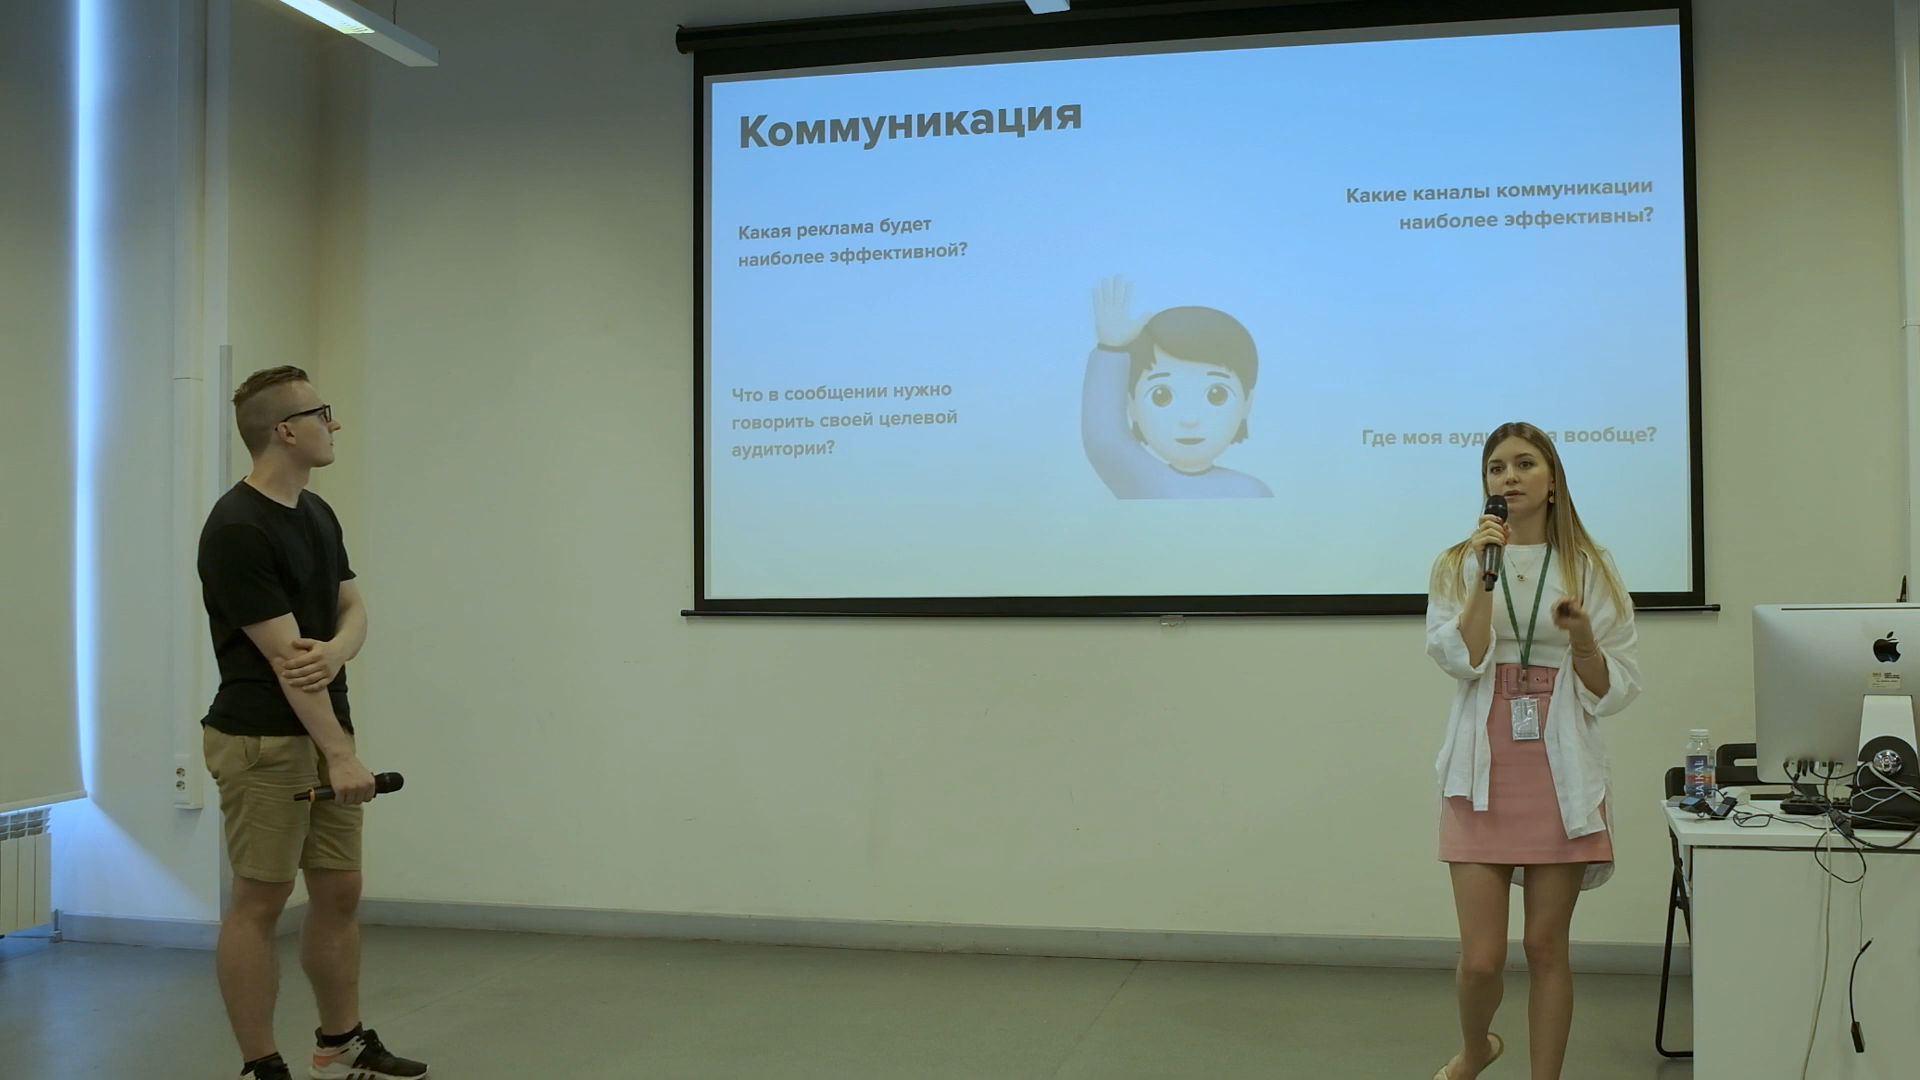 Коммуникация
Какая реклама будет
наиболее эффективной?
Какие каналы коммуникации
наиболее эффективны?
Что в сообщении нужно
говорить своей целевой
аудитории?
Где моя вообще?
BAIKAL